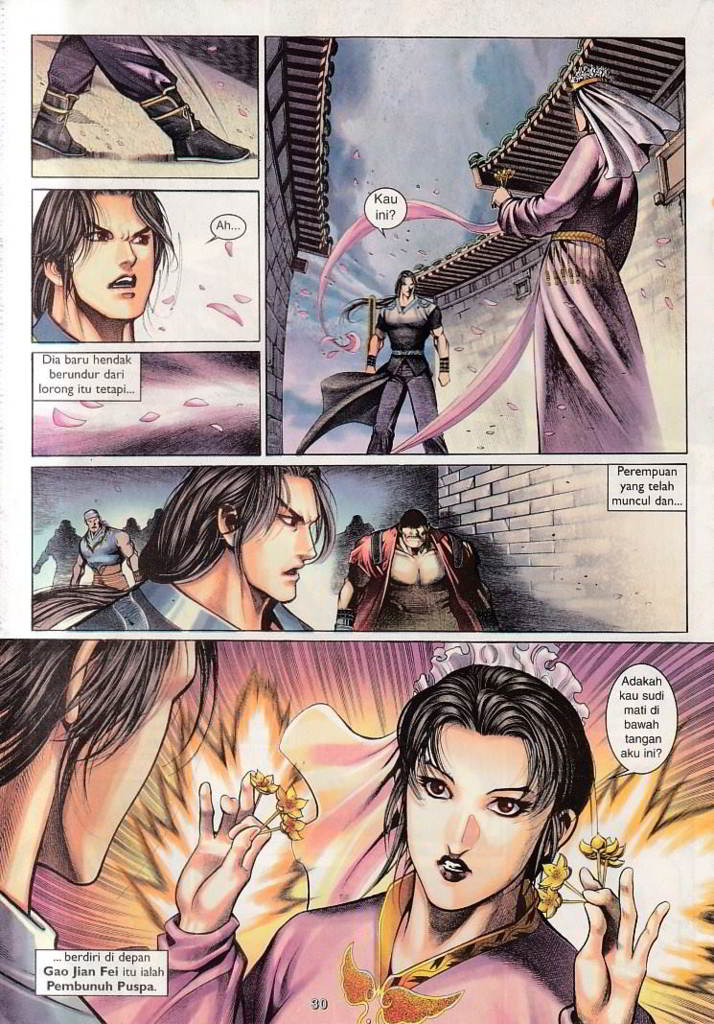 Ah...
Dia baru hendak
berundur dari
lorong itu tetapi...
Kau
ini?
Perempuan
yang telah
muncul dan...
Adakah
kau sudi
mati di
bawah
tangan
aku ini?
... berdiri di depan
Gao Jian Fei itu ialah
Pembunuh Puspa.
30